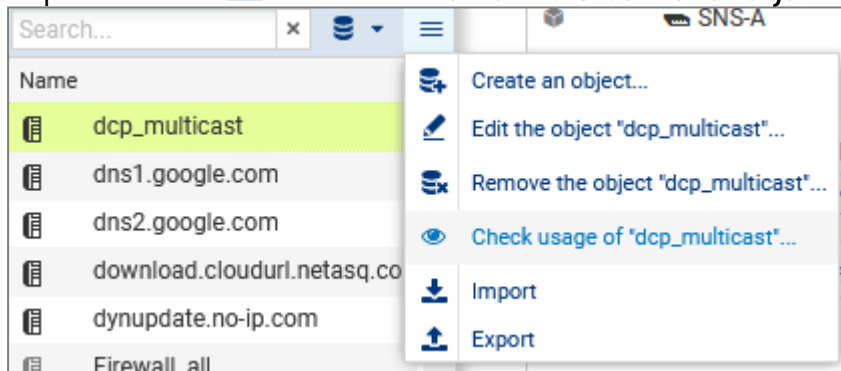 Search...
SNS-A
Name
Create an object...
dcp_multicast
Edit the object "dcp_multicast"...
dns1.google.com
Remove the object "dcp_multicast"...
dns2.google.com
Check usage of "dcp_multicast"...
download.cloudurl.netasq.co
Import
dynupdate.no-ip.com
Export
Firewall_all